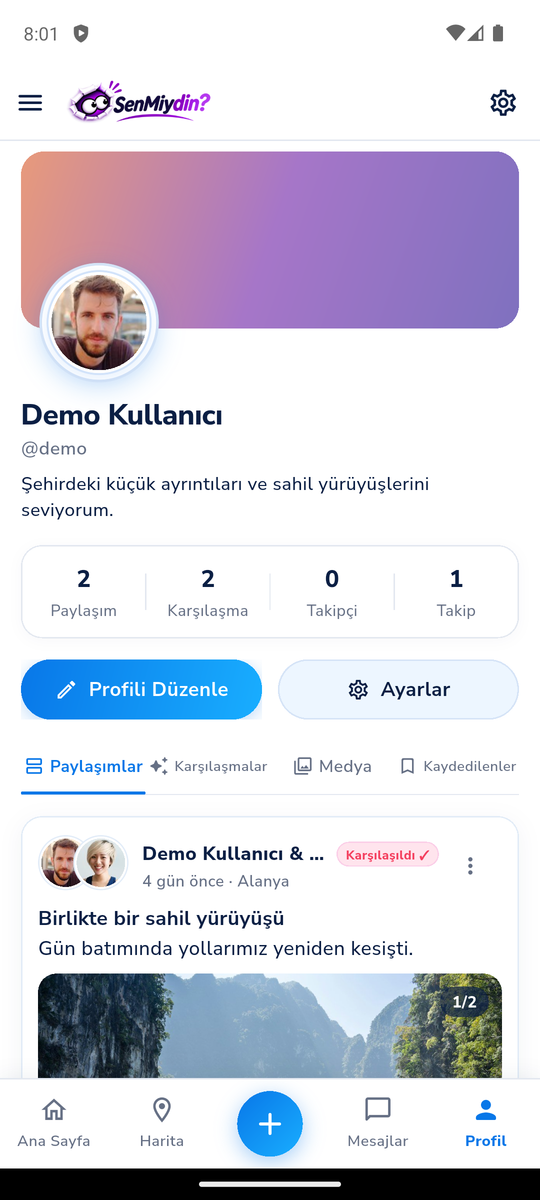 8:01
SenMiydin?
Demo Kullanıcı
@demo
Şehirdeki küçük ayrıntıları ve sahil yürüyüşlerini
seviyorum.
2 2 0 1
Paylaşım Karşılaşma Takipçi Takip
Profili Düzenle Ayarlar
Paylaşımlar Karşılaşmalar Medya Kaydedilenler
Demo Kullanıcı & ... Karşılaşıldı ✓
4 gün önce · Alanya
Birlikte bir sahil yürüyüşü
Gün batımında yollarımız yeniden kesişti.
1/2
Ana Sayfa Harita Mesajlar Profil